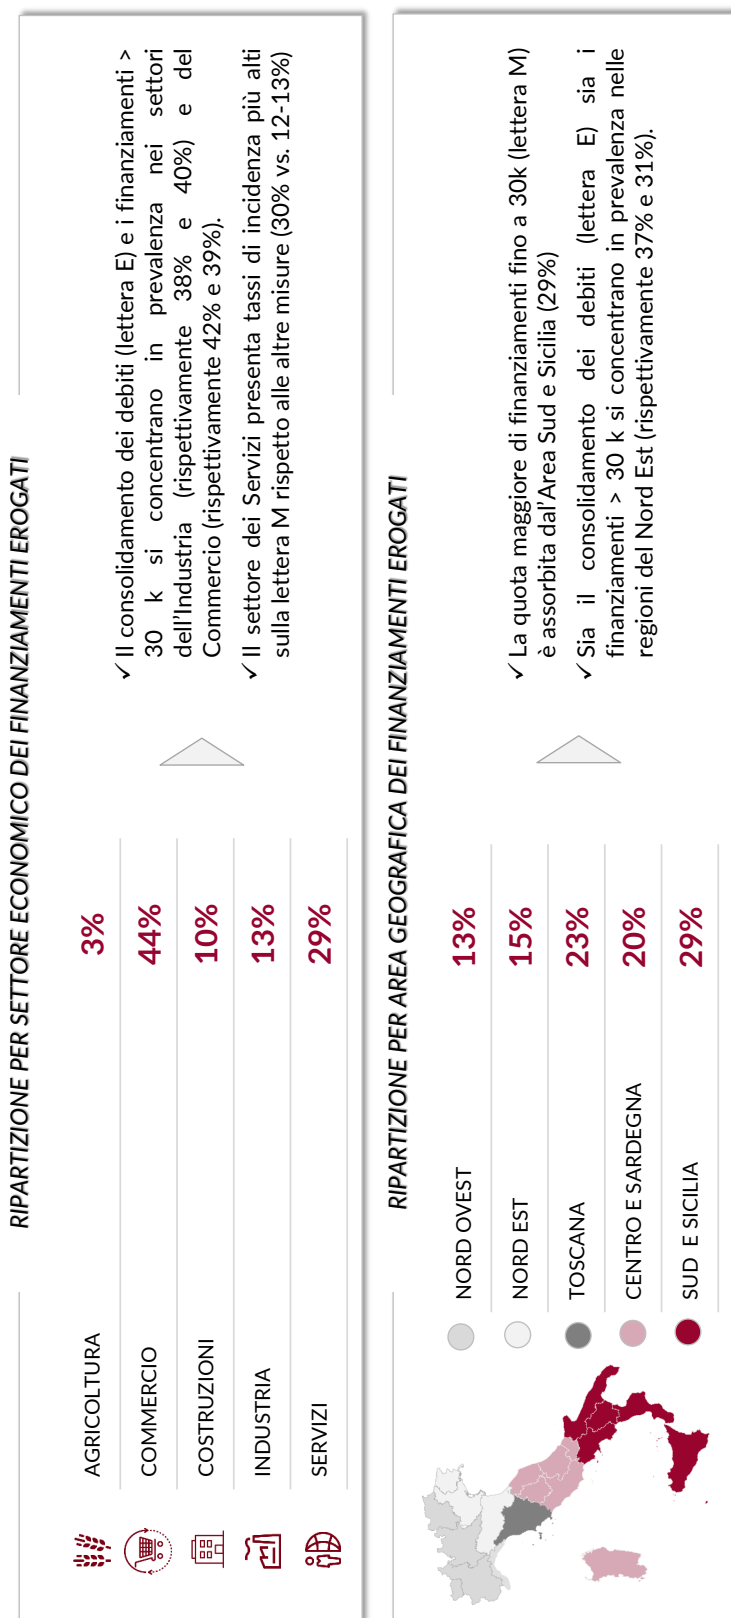 RIPARTIZIONE PER SETTORE ECONOMICO DEI FINANZIAMENTI EROGATI
AGRICOLTURA 3%
COMMERCIO 44%
COSTRUZIONI 10%
INDUSTRIA 13%
SERVIZI 29%
✓ Il consolidamento dei debiti (lettera E) e i finanziamenti >
30 k si concentrano in prevalenza nei settori
dell'Industria (rispettivamente 38% e 40%) e del
Commercio (rispettivamente 42% e 39%).
✓ Il settore dei Servizi presenta tassi di incidenza più alti
sulla lettera M rispetto alle altre misure (30% vs. 12-13%)
RIPARTIZIONE PER AREA GEOGRAFICA DEI FINANZIAMENTI EROGATI
NORD OVEST 13%
NORD EST 15%
TOSCANA 23%
CENTRO E SARDEGNA 20%
SUD E SICILIA 29%
✓ La quota maggiore di finanziamenti fino a 30k (lettera M)
è assorbita dal'Area Sud e Sicilia (29%)
✓ Sia il consolidamento dei debiti (lettera E) sia i
finanziamenti > 30 k si concentrano in prevalenza nelle
regioni del Nord Est (rispettivamente 37% e 31%).